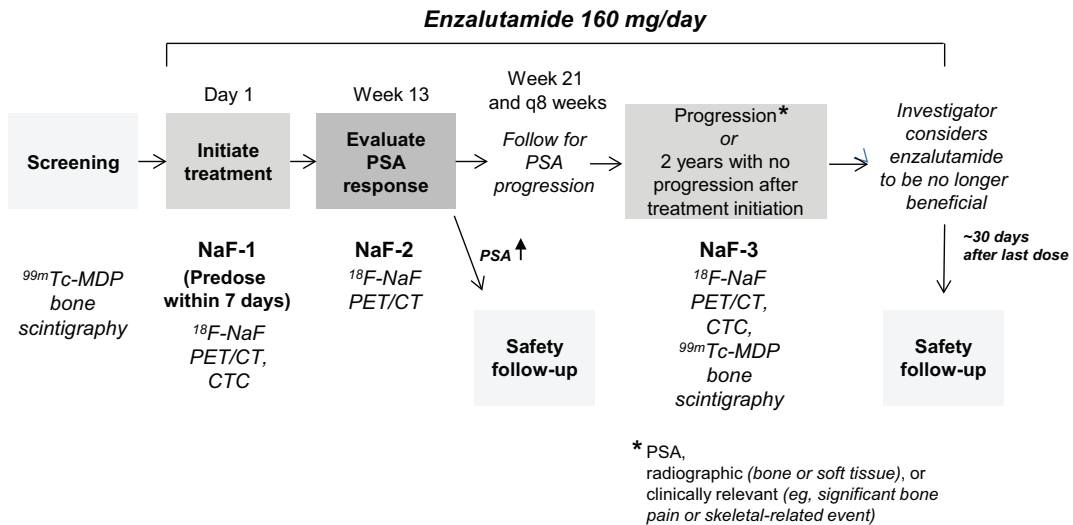 Enzalutamide 160 mg/day
Screening
99mTc-MDP
bone
scintigraphy
Day 1
Initiate
treatment
NaF-1
(Predose
within 7 days)
18F-NaF
PET/CT,
CTC
Week 13
Evaluate
PSA
response
NaF-2
18F-NaF
PET/CT
PSA
Safety
follow-up
Week 21
and q8 weeks
Follow for
PSA
progression
Progression*
or
2 years with no
progression after
treatment initiation
NaF-3
18F-NaF
PET/CT,
CTC,
99mTc-MDP
bone
scintigraphy
Investigator
considers
enzalutamide
to be no longer
beneficial
~30 days
after last dose
Safety
follow-up
* PSA,
radiographic (bone or soft tissue), or
clinically relevant (eg, significant bone
pain or skeletal-related event)